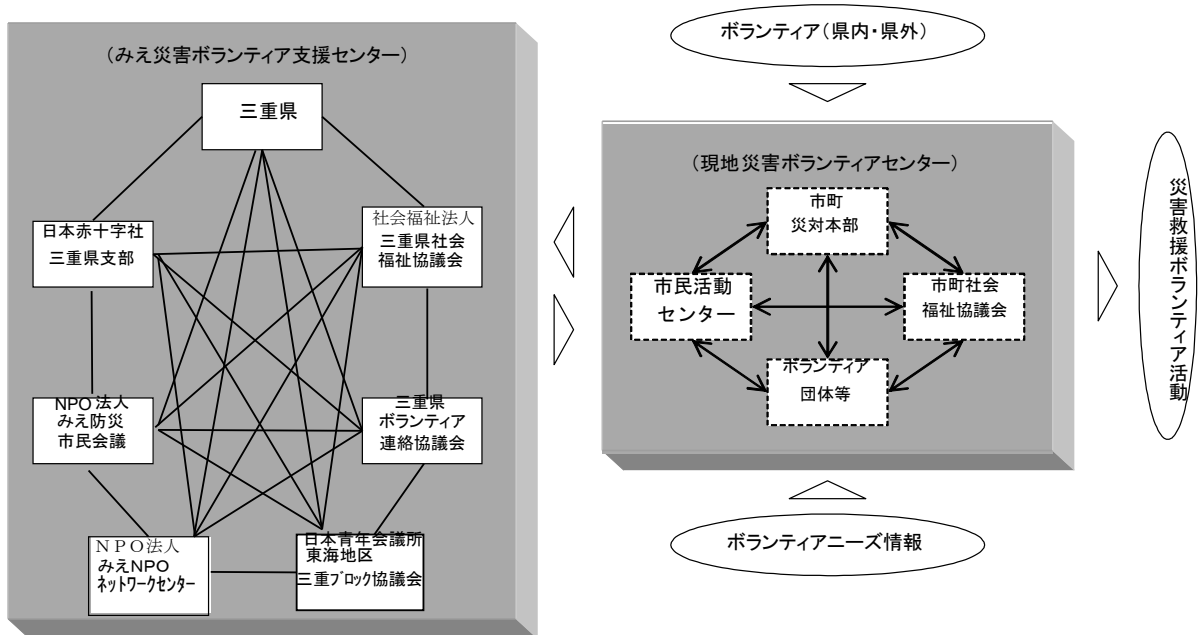 (みえ災害ボランティア支援センター)
三重県
日本赤十字社
三重県支部
社会福祉法人
三重県社会
福祉協議会
NPO法人
みえ防災
市民会議
三重県
ボランティア
連絡協議会
NPO法人
みえNPO
ネットワークセンター
日本青年会議所
東海地区
三重ブロック協議会
ボランティア(県内・県外)
(現地災害ボランティアセンター)
市町
災対本部
市民活動
センター
市町社会
福祉協議会
ボランティア
団体等
ボランティアニーズ情報
災害救援ボランティア活動